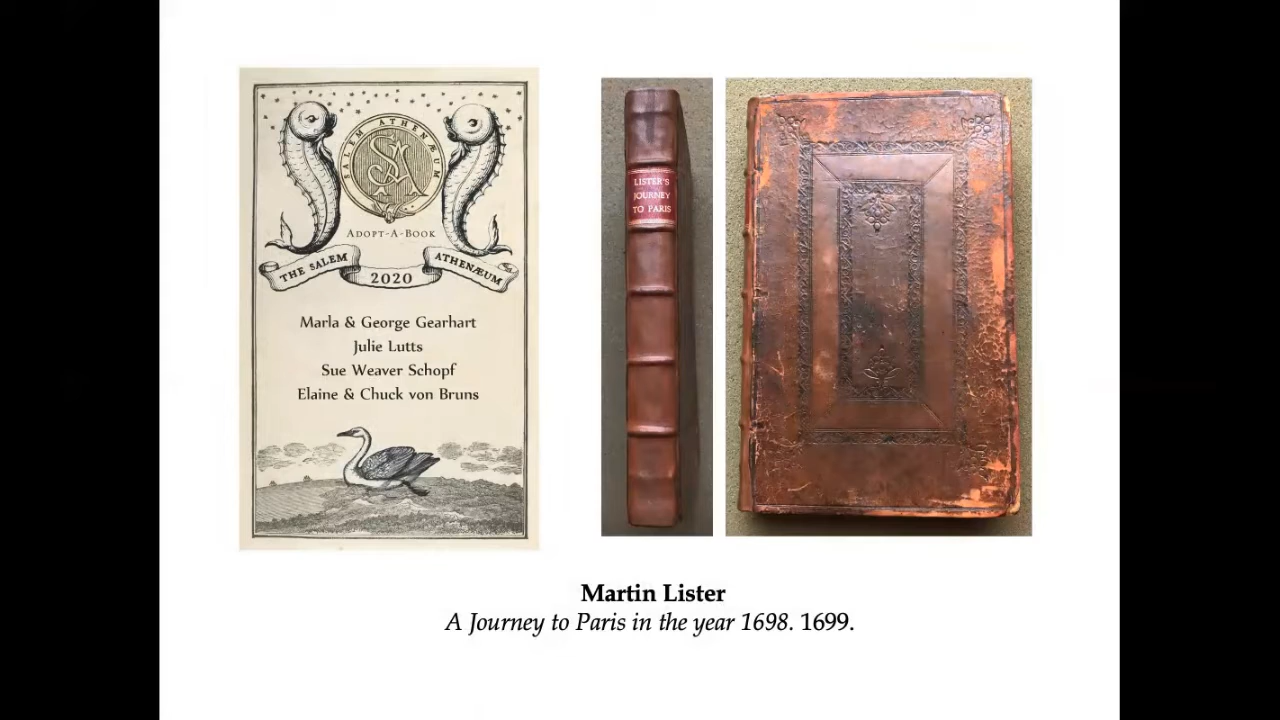 SALEM ATHENÆUM
SA
ADOPT-A-BOOK
THE SALEM ATHENÆUM
2020
Marla & George Gearhart
Julie Lutts
Sue Weaver Schopf
Elaine & Chuck von Bruns
LISTER'S
JOURNEY
TO PARIS
Martin Lister
A Journey to Paris in the year 1698. 1699.